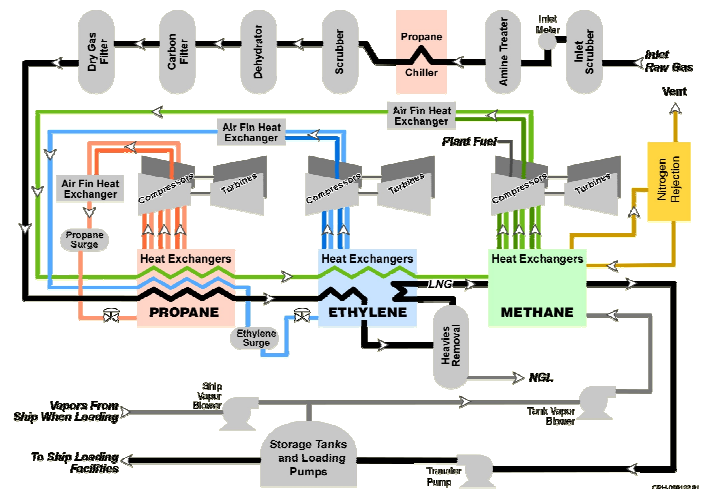 Dry Gas
Filter
Carbon
Filter
Dehydrator
Scrubber
Propane
Chiller
Amine Treater
Inlet
Meter
Inlet
Scrubber
Inlet
Raw Gas
Vent
Air Fin Heat
Exchanger
Air Fin Heat
Exchanger
Plant Fuel
Air Fin Heat
Exchanger
Compressors
Turbines
Compressors
Turbines
Compressors
Turbines
Nitrogen
Rejection
Propane
Surge
Heat Exchangers
Heat Exchangers
Heat Exchangers
LNG
PROPANE
ETHYLENE
METHANE
Ethylene
Surge
Heavies
Removal
NGL
Ship
Vapor
Blower
Vapors From
Ship When Loading
Tank Vapor
Blower
Storage Tanks
and Loading
Pumps
To Ship Loading
Facilities
Transfer
Pump